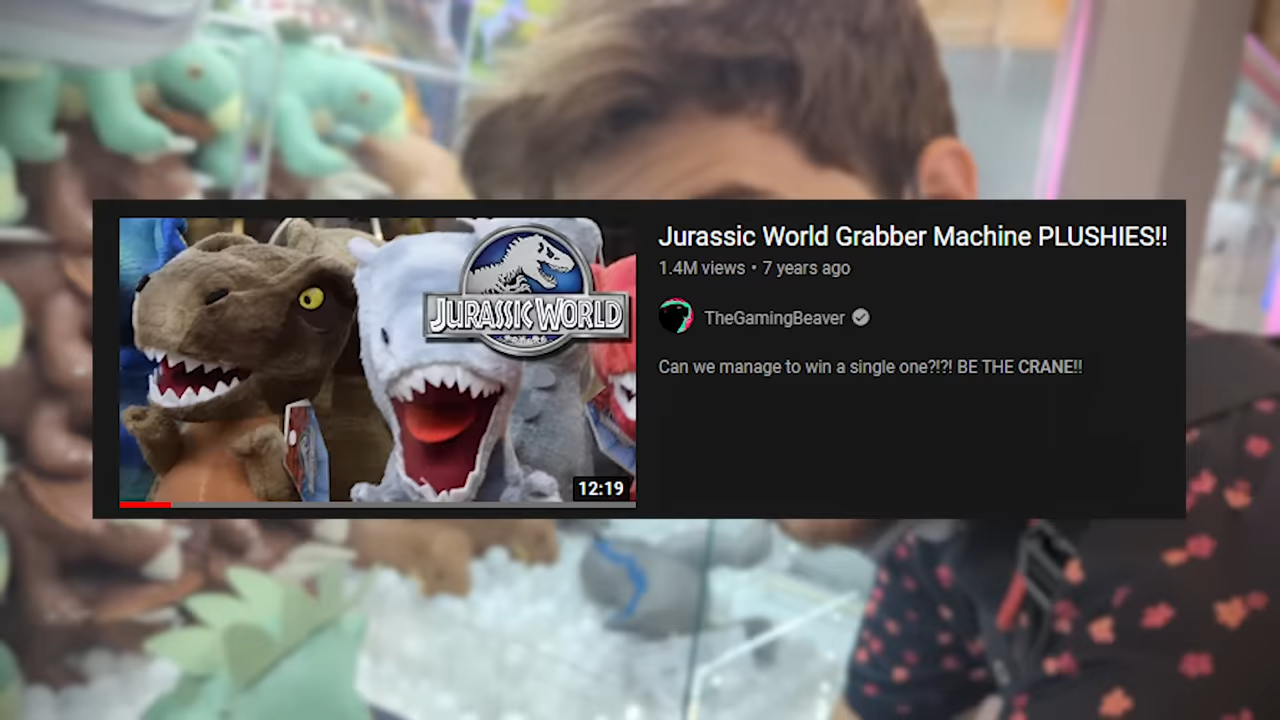 Jurassic World Grabber Machine PLUSHIES!!
1.4M views • 7 years ago
TheGamingBeaver
Can we manage to win a single one?!?! BE THE CRANE!!
JURASSIC WORLD
12:19